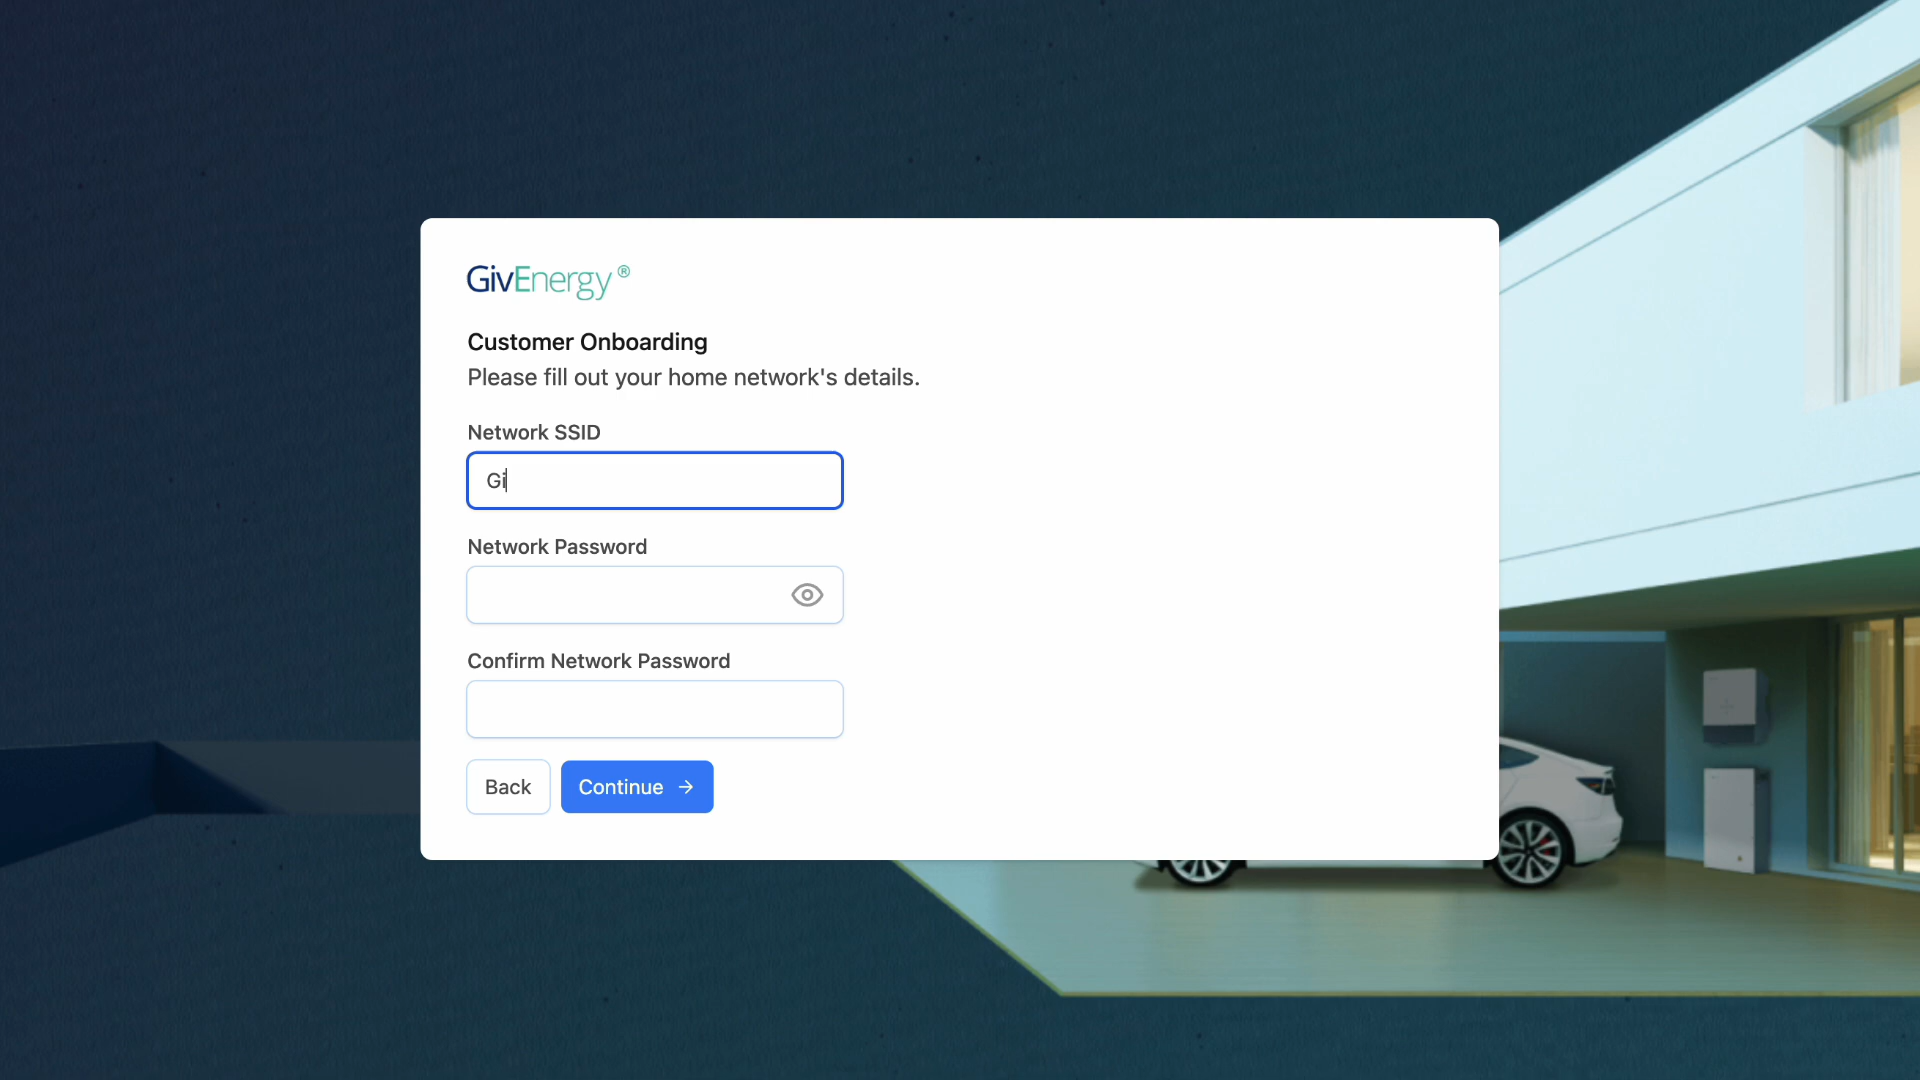 GivEnergy®
Customer Onboarding
Please fill out your home network's details.
Network SSID
Gi
Network Password
Confirm Network Password
Back
Continue →